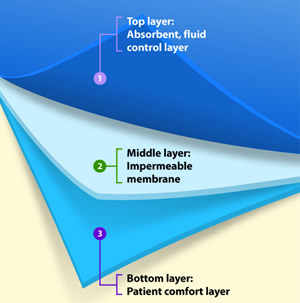 Top layer:
Absorbent, fluid
control layer
1
Middle layer:
Impermeable
membrane
2
3
Bottom layer:
Patient comfort layer